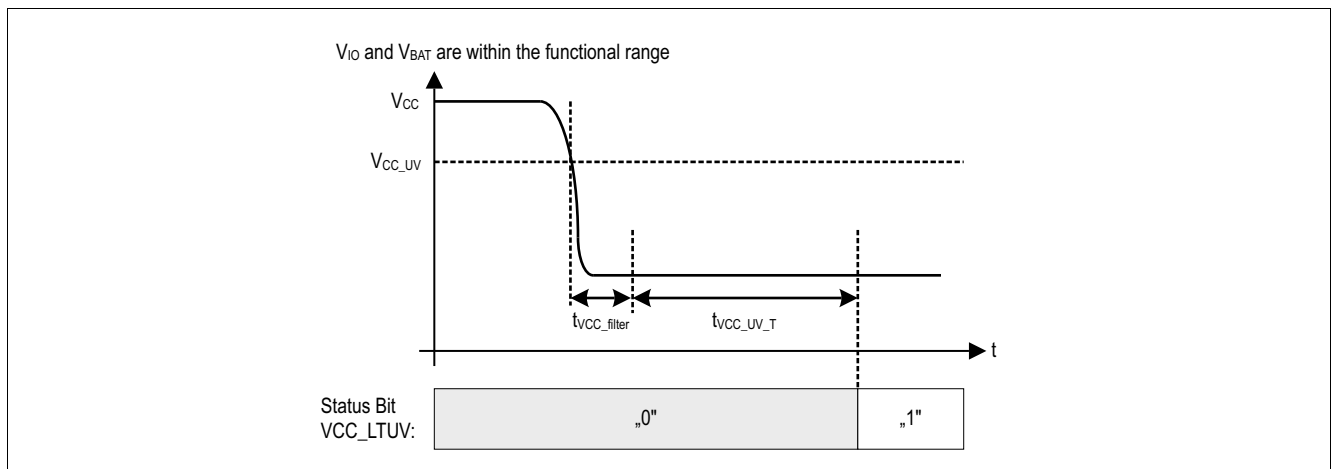 VIO and VBAT are within the functional range
VCC
VCC_UV
tVCC_filter
tVCC_UV_T
t
Status Bit
VCC_LTUV:
„0"
„1"